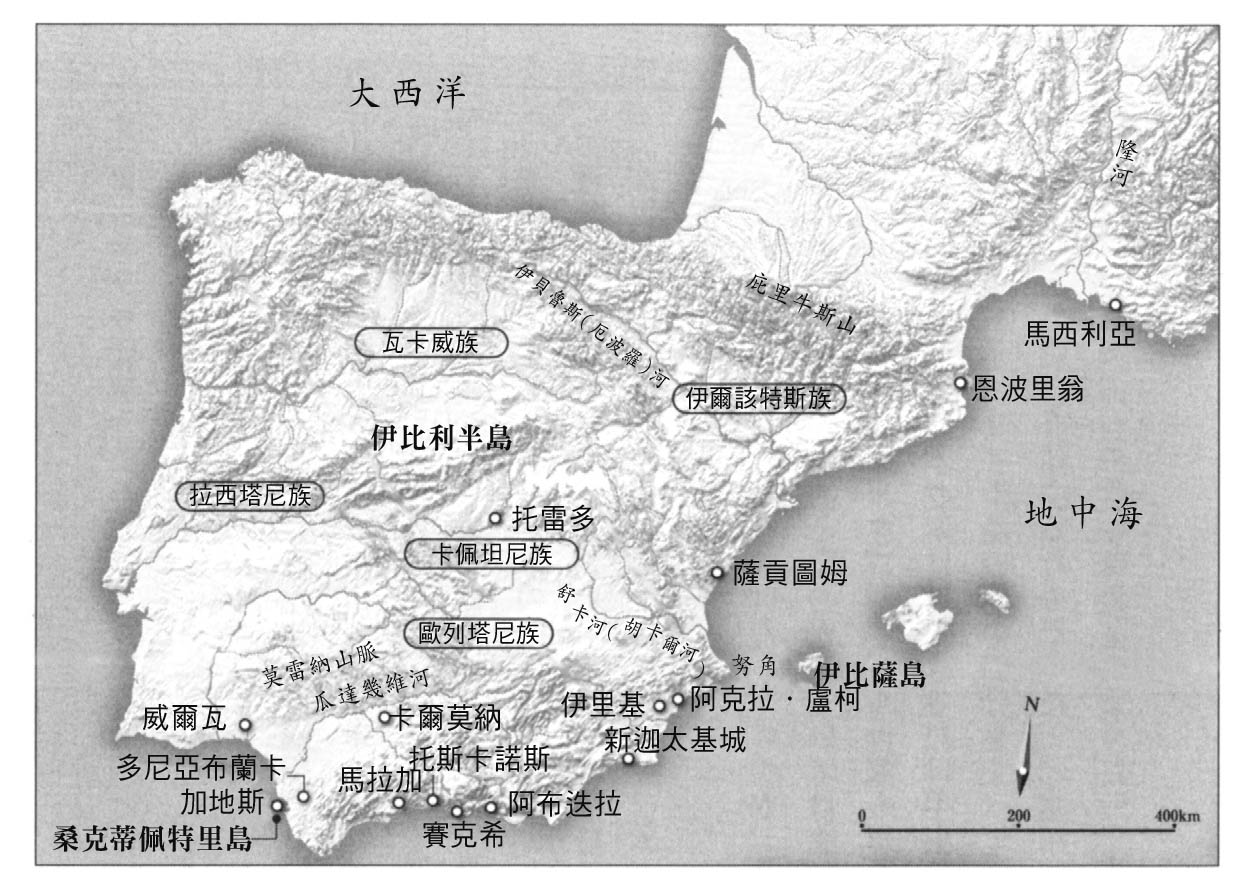 大西洋
隆河
伊貝魯斯(厄波羅)河
庇里牛斯山
馬西利亞
瓦卡威族
伊爾該特斯族
恩波里翁
伊比利半島
拉西塔尼族
托雷多
地中海
卡佩坦尼族
薩貢圖姆
舒卡河(胡卡爾河)
歐列塔尼族
努角
伊比薩島
莫雷納山脈
瓜達幾維河
伊里基
阿克拉·盧柯
威爾瓦
卡爾莫納
新迦太基城
N
多尼亞布蘭卡
托斯卡諾斯
馬拉加
加地斯
阿布迭拉
賽克希
桑克蒂佩特里島
0 200 400km